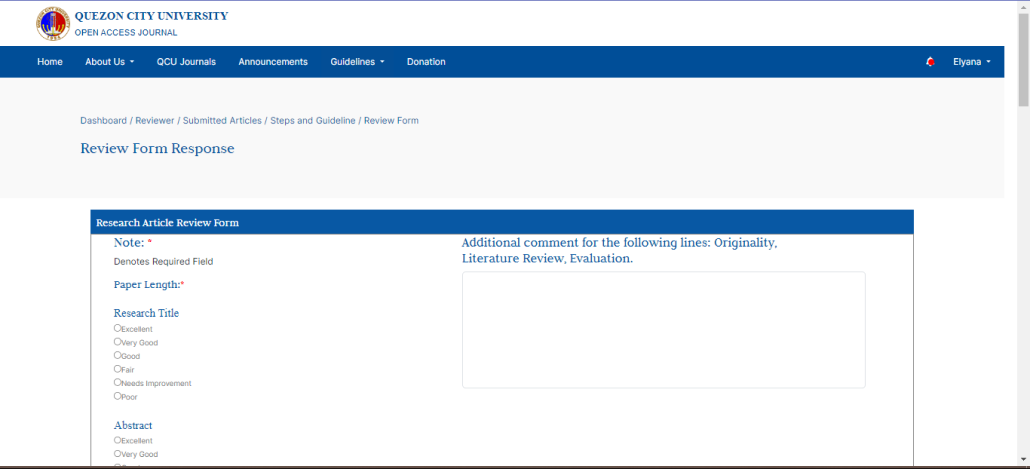 QUEZON CITY UNIVERSITY
OPEN ACCESS JOURNAL
Home About Us QCU Journals Announcements Guidelines Donation Elyana
Dashboard / Reviewer / Submitted Articles / Steps and Guideline / Review Form
Review Form Response
Research Article Review Form
Note: *
Denotes Required Field
Paper Length:*
Research Title
Excellent
Very Good
Good
Fair
Needs Improvement
Poor
Abstract
Excellent
Very Good
Additional comment for the following lines: Originality,
Literature Review, Evaluation.